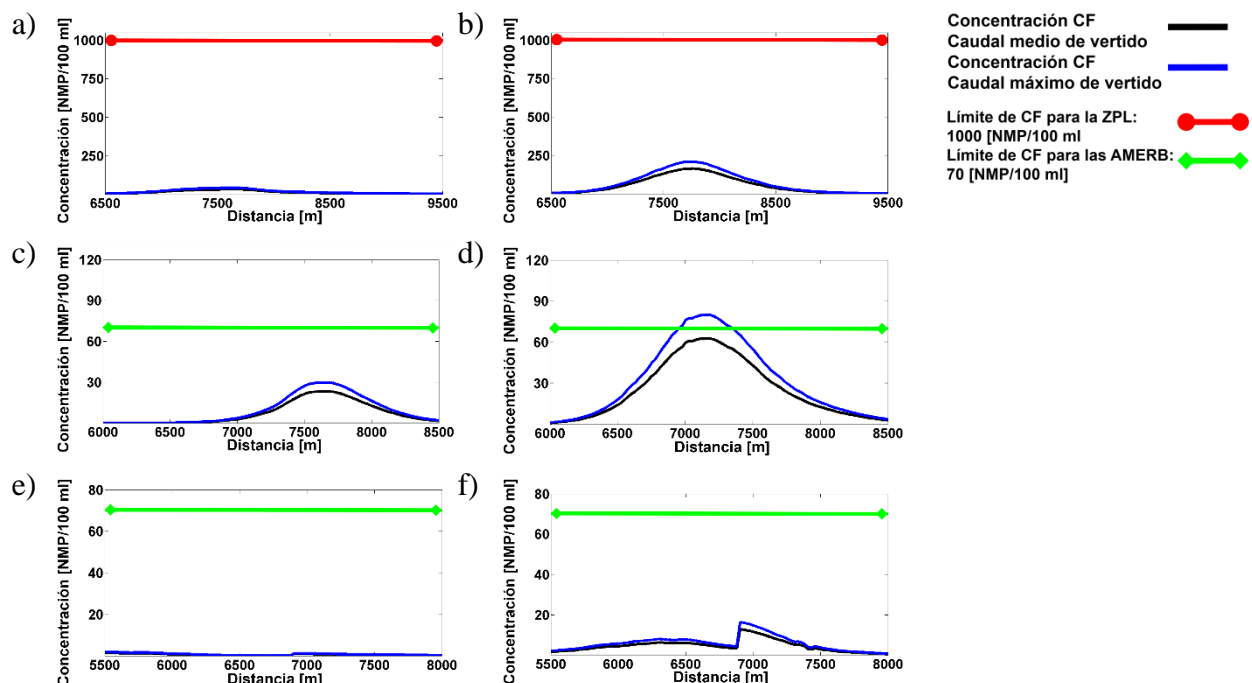 a)
Concentración [NMP/100 ml]
1000
750
500
250
6500 7500 8500 9500
Distancia [m]
b)
Concentración [NMP/100 ml]
1000
750
500
250
6500 7500 8500 9500
Distancia [m]
Concentración CF
Caudal medio de vertido
Concentración CF
Caudal máximo de vertido
Límite de CF para la ZPL:
1000 [NMP/100 ml
Límite de CF para las AMERB:
70 [NMP/100 ml]
c)
Concentración [NMP/100 ml]
120
90
60
30
6000 6500 7000 7500 8000 8500
Distancia [m]
d)
Concentración [NMP/100 ml]
120
90
60
30
6000 6500 7000 7500 8000 8500
Distancia [m]
e)
Concentración [NMP/100 ml]
80
60
40
20
5500 6000 6500 7000 7500 8000
Distancia [m]
f)
Concentración [NMP/100 ml]
80
60
40
20
5500 6000 6500 7000 7500 8000
Distancia [m]